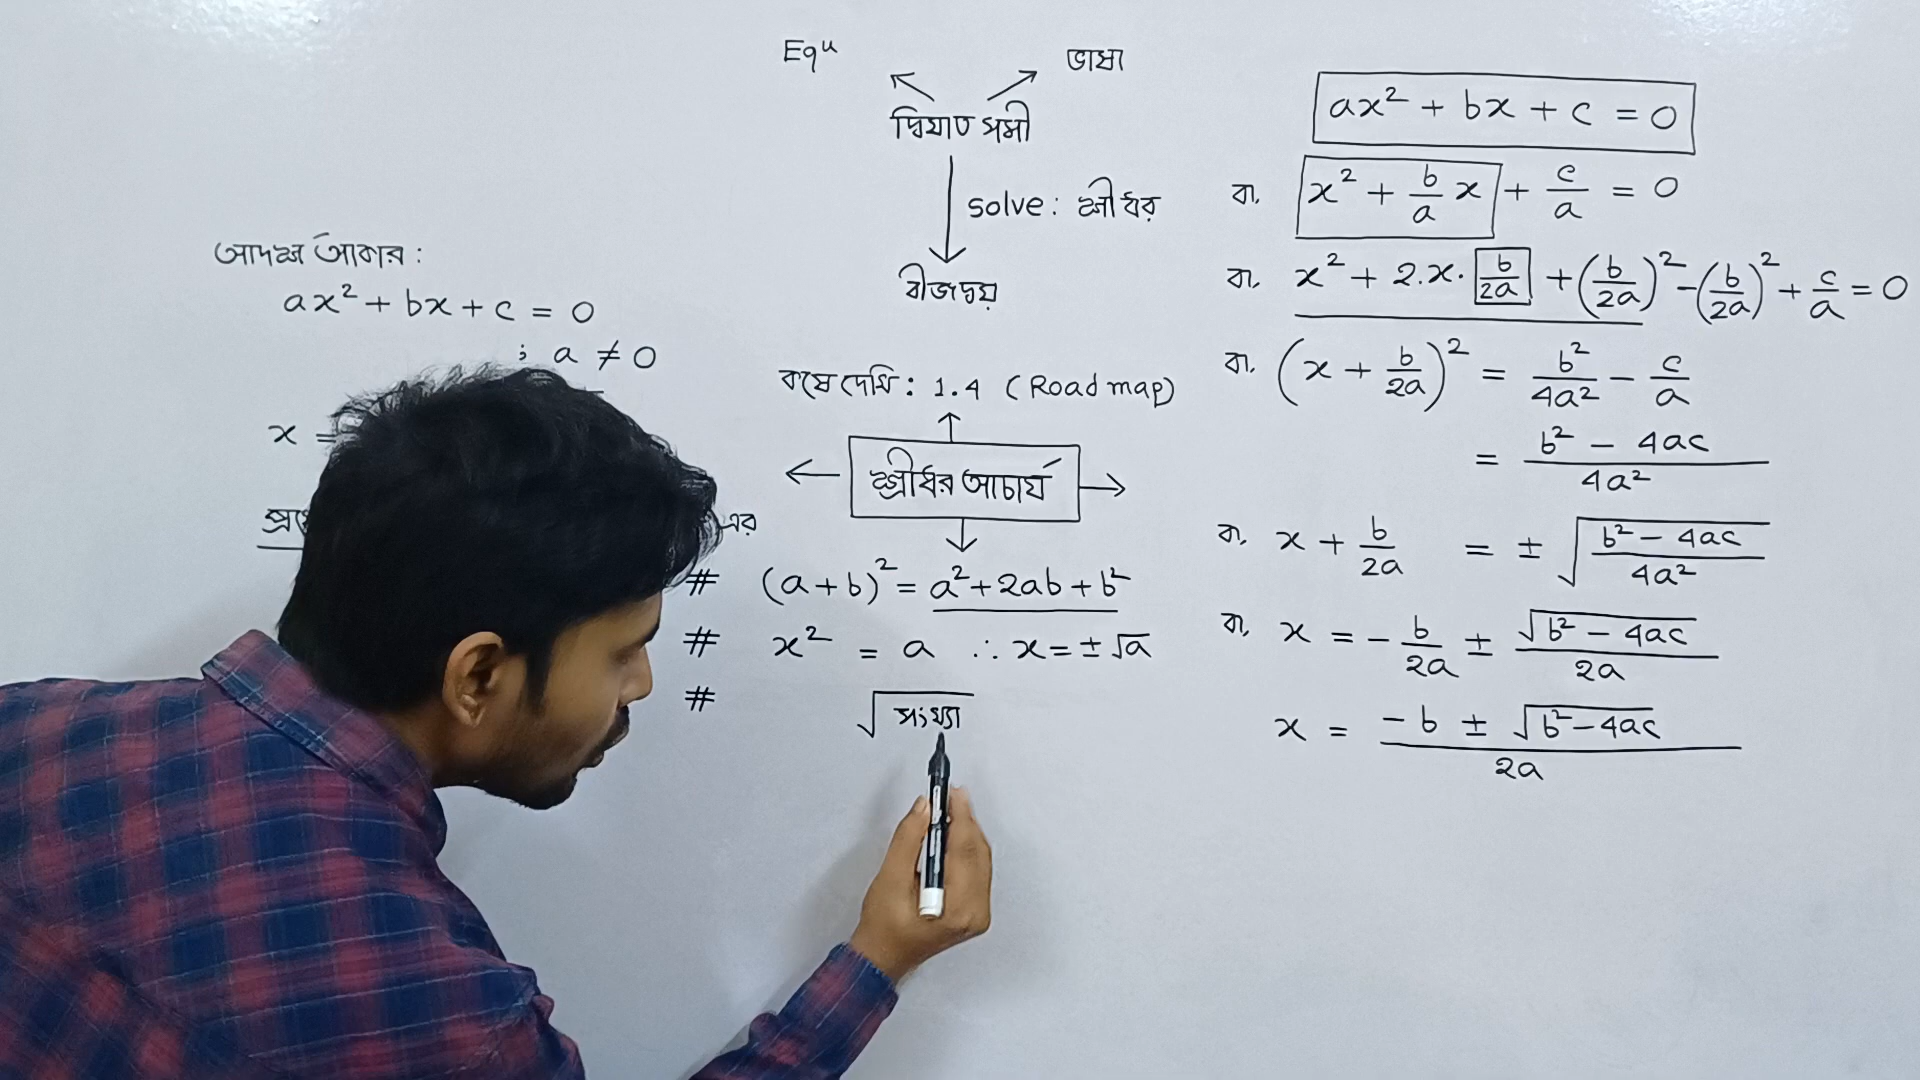 Eqⁿ ভাষা
দ্বিঘাত সমী
solve: শ্রীধর
বীজদ্বয়
আদর্শ আকার :
ax² + bx + c = 0
; a ≠ 0
x =
এর
কষে দেখি : 1.4 (Road map)
শ্রীধর আচার্য
# (a+b)² = a² + 2ab + b²
# x² = a ∴ x = ± √a
# √সংখ্যা
ax² + bx + c = 0
বা, x² + b/a x + c/a = 0
বা, x² + 2.x. b/2a + (b/2a)² - (b/2a)² + c/a = 0
বা, (x + b/2a)² = b²/4a² - c/a
= b² - 4ac / 4a²
বা, x + b/2a = ± √(b² - 4ac / 4a²)
বা, x = - b/2a ± √(b² - 4ac) / 2a
x = -b ± √(b² - 4ac) / 2a